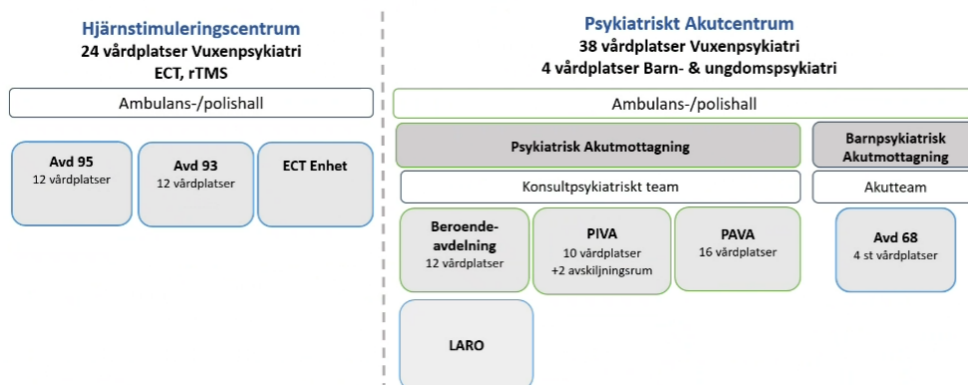 Hjärnstimuleringscentrum
24 vårdplatser Vuxenpsykiatri
ECT, rTMS
Ambulans-/polishall
Avd 95
12 vårdplatser
Avd 93
12 vårdplatser
ECT Enhet
Psykiatriskt Akutcentrum
38 vårdplatser Vuxenpsykiatri
4 vårdplatser Barn- & ungdomspsykiatri
Ambulans-/polishall
Psykiatrisk Akutmottagning
Barnpsykiatrisk
Akutmottagning
Konsultpsykiatriskt team
Akutteam
Beroende-
avdelning
12 vårdplatser
PIVA
10 vårdplatser
+2 avskiljningsrum
PAVA
16 vårdplatser
Avd 68
4 st vårdplatser
LARO